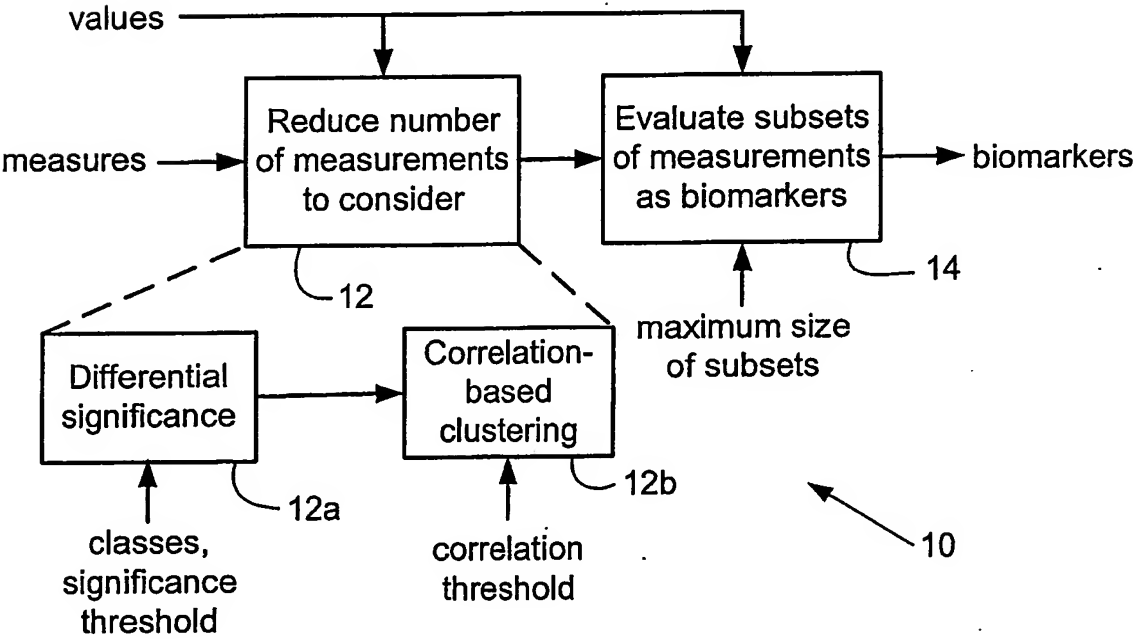 values
measures
Reduce number
of measurements
to consider
Evaluate subsets
of measurements
as biomarkers
biomarkers
12
14
maximum size
of subsets
Differential
significance
Correlation-
based
clustering
12a
12b
classes,
significance
threshold
correlation
threshold
10